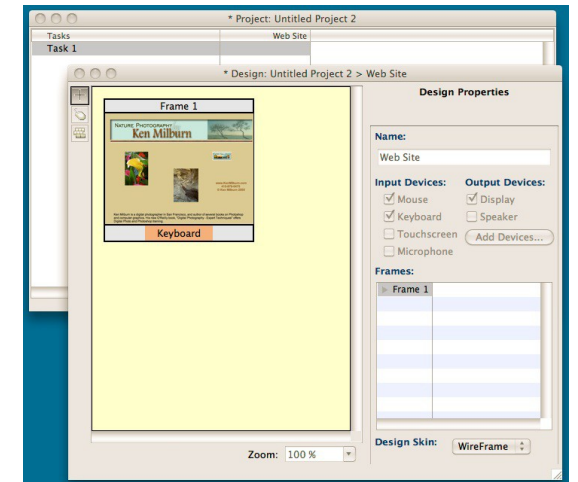 * Project: Untitled Project 2
Tasks
Web Site
Task 1
* Design: Untitled Project 2 > Web Site
Frame 1
Nature Photography
Ken Milburn
Keyboard
Zoom: 100 %
Design Properties
Name:
Web Site
Input Devices: Output Devices:
Mouse Display
Keyboard Speaker
Touchscreen Add Devices...
Microphone
Frames:
Frame 1
Design Skin: WireFrame